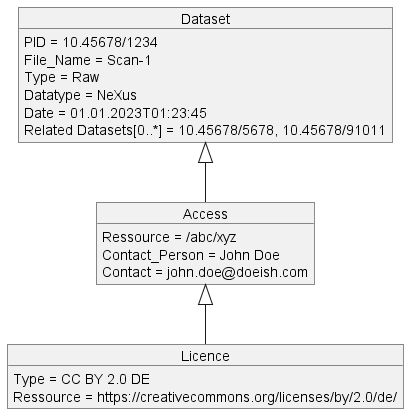 Dataset
PID = 10.45678/1234
File_Name = Scan-1
Type = Raw
Datatype = NeXus
Date = 01.01.2023T01:23:45
Related Datasets[0..*] = 10.45678/5678, 10.45678/91011
Access
Ressource = /abc/xyz
Contact_Person = John Doe
Contact = john.doe@doeish.com
Licence
Type = CC BY 2.0 DE
Ressource = https://creativecommons.org/licenses/by/2.0/de/